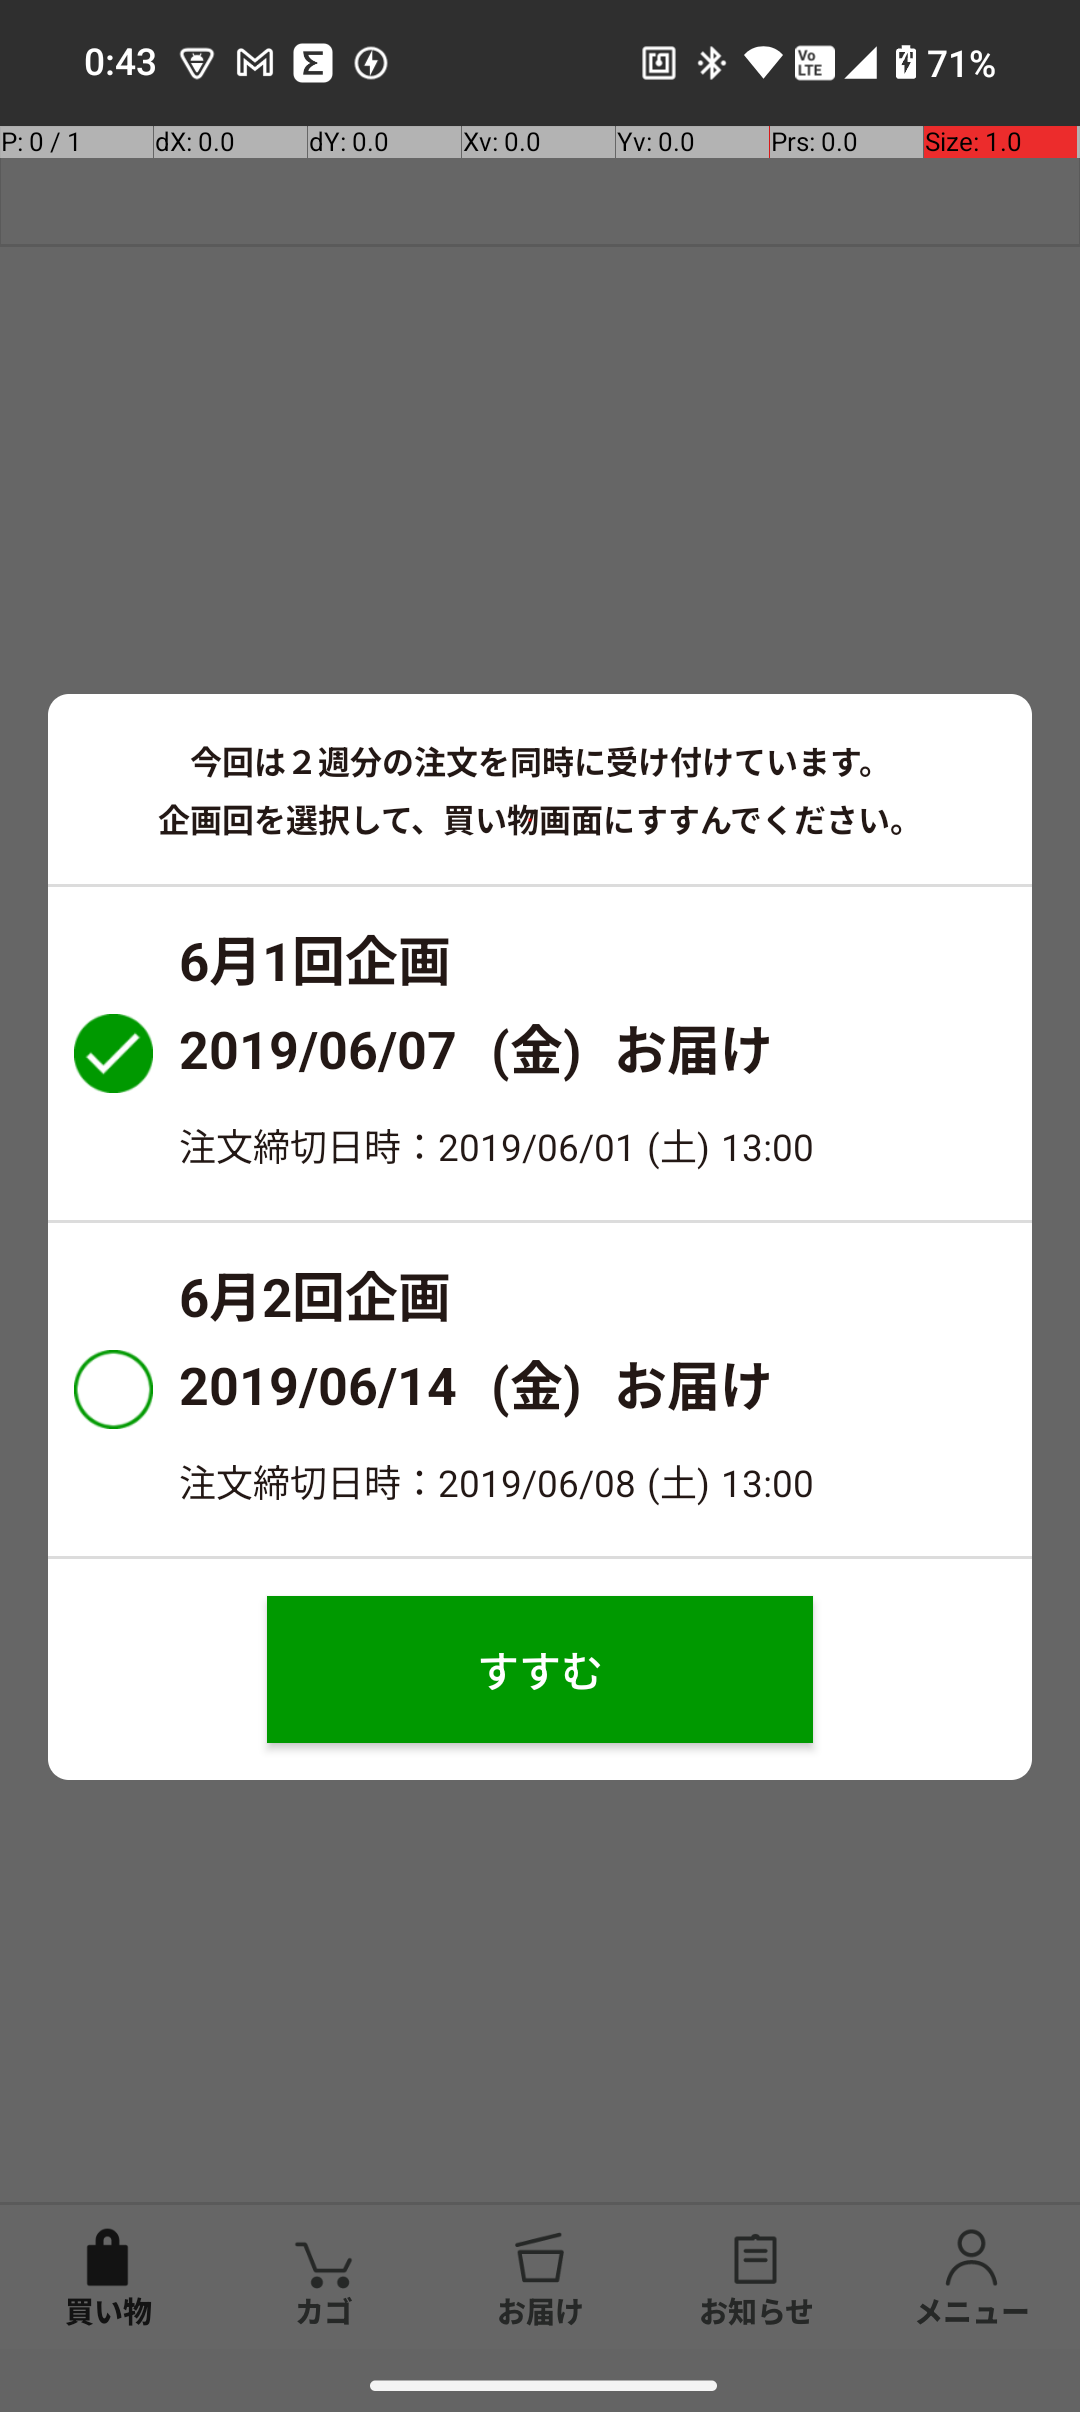 0:43
Vo LTE
71%
P: 0 / 1
dX: 0.0
dY: 0.0
Xv: 0.0
Yv: 0.0
Prs: 0.0
Size: 1.0
今回は２週分の注文を同時に受け付けています。
企画回を選択して、買い物画面にすすんでください。
6月1回企画
2019/06/07 (金) お届け
注文締切日時：2019/06/01 (土) 13:00
6月2回企画
2019/06/14 (金) お届け
注文締切日時：2019/06/08 (土) 13:00
すすむ
買い物
カゴ
お届け
お知らせ
メニュー